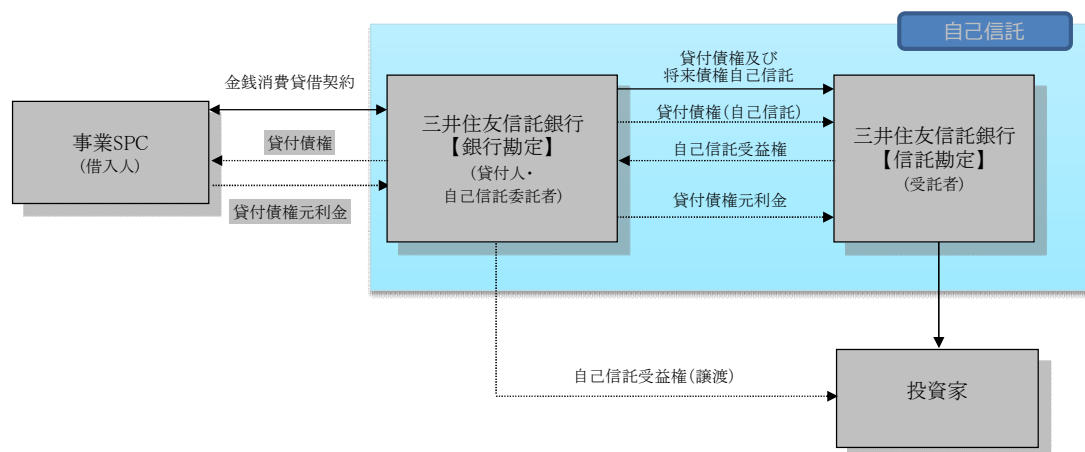 自己信託
貸付債権及び
将来債権自己信託
金銭消費貸借契約
貸付債権(自己信託)
三井住友信託銀行
【銀行勘定】
(貸付人・
自己信託委託者)
三井住友信託銀行
【信託勘定】
(受託者)
事業SPC
(借入人)
貸付債権
自己信託受益権
貸付債権元利金
貸付債権元利金
自己信託受益権(譲渡)
投資家